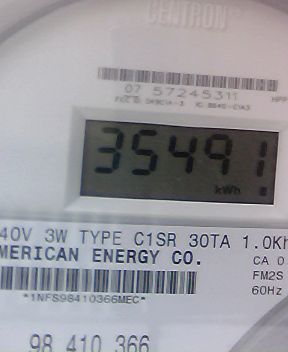 CENTRON®
07 57245311
35491
kWh
40V 3W TYPE C1SR 30TA 1.0Kh
MERICAN ENERGY CO.
CA 0
FM2S
60Hz
*1NFS98410366MEC*
98 410 366